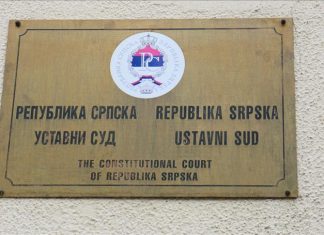 РЕПУБЛИКА СРПСКА REPUBLIKA SRPSKA
УСТАВНИ СУД USTAVNI SUD
THE CONSTITUTIONAL COURT
OF REPUBLIKA SRPSKA